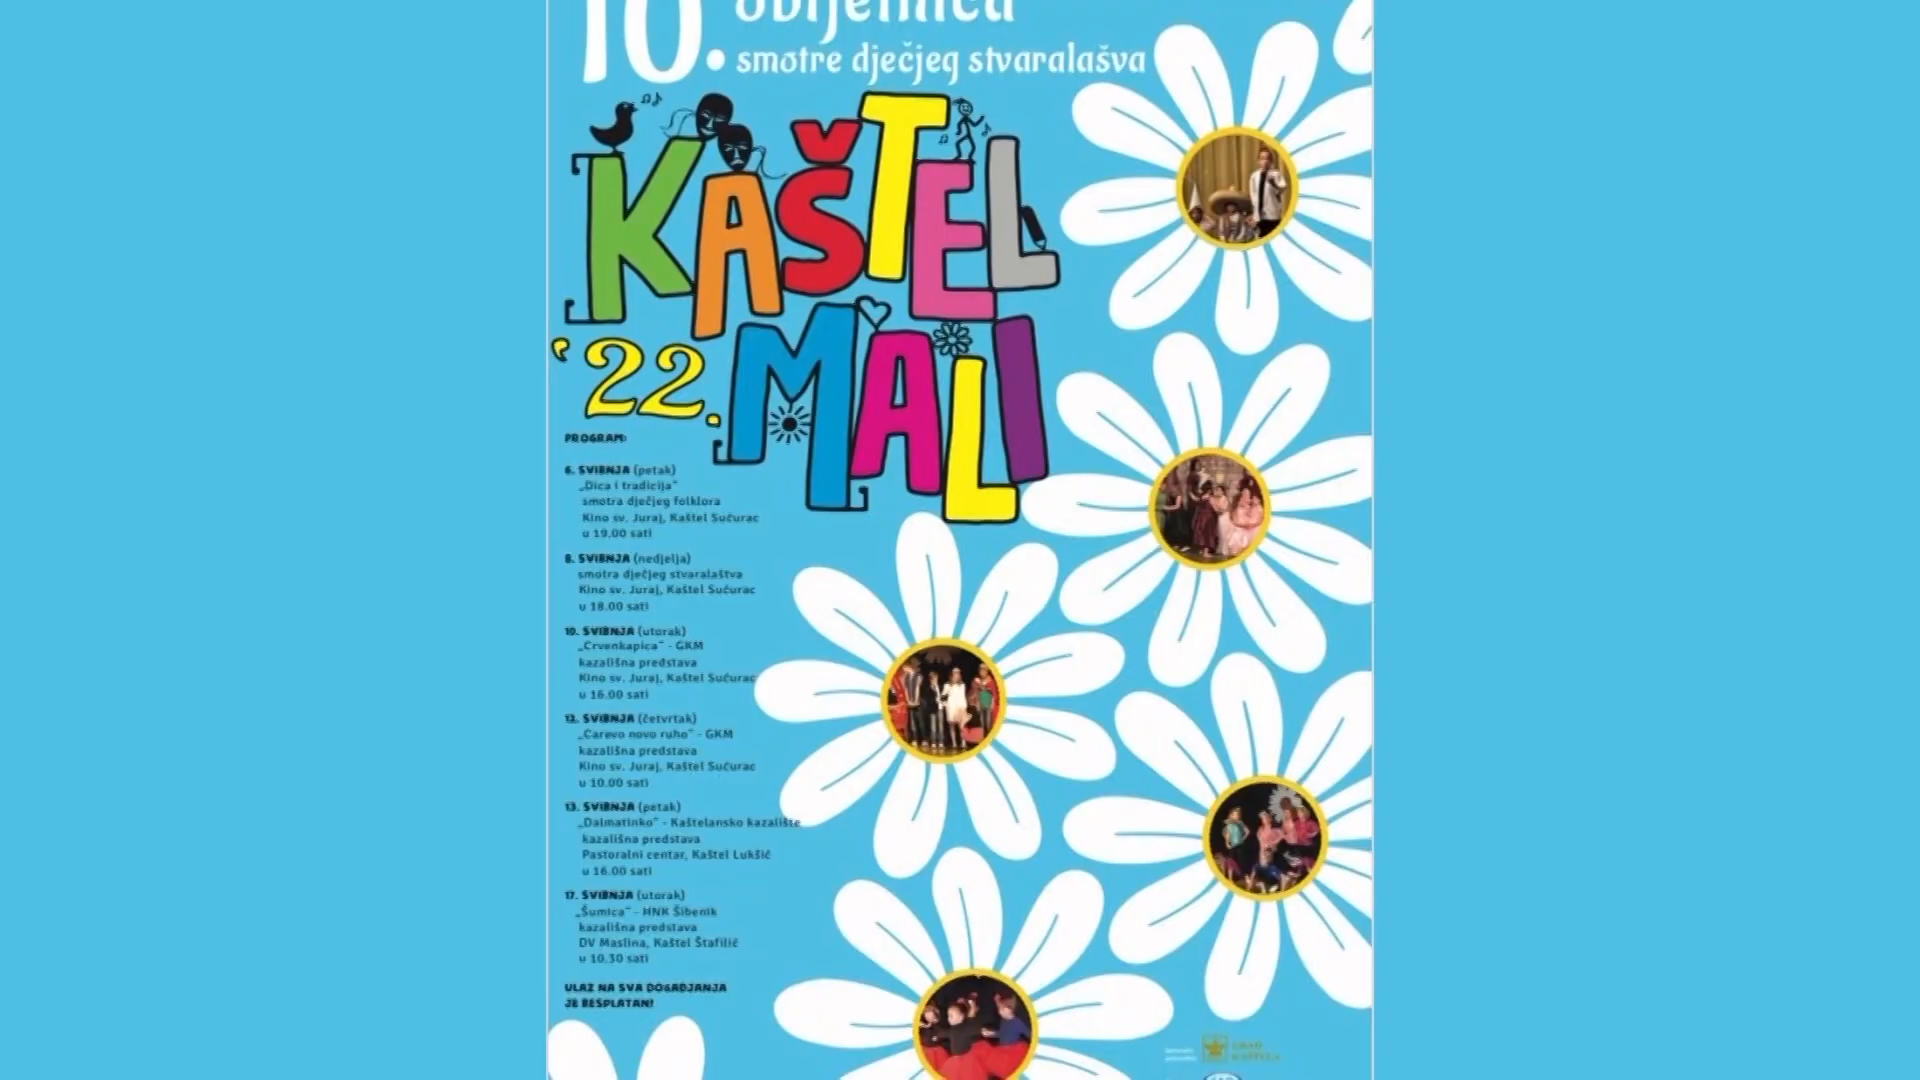 10. obljetnica
smotre dječjeg stvaralašva
KAŠTEL
'22. MALI
PROGRAM:
6. SVIBNJA (petak)
„Dica i tradicija"
smotra dječjeg folklora
Kino sv. Juraj, Kaštel Sućurac
u 19.00 sati
8. SVIBNJA (nedjelja)
smotra dječjeg stvaralaštva
Kino sv. Juraj, Kaštel Sućurac
u 18.00 sati
10. SVIBNJA (utorak)
„Crvenkapica" - GKM
kazališna predstava
Kino sv. Juraj, Kaštel Sućurac
u 16.00 sati
12. SVIBNJA (četvrtak)
„Carevo novo ruho" - GKM
kazališna predstava
Kino sv. Juraj, Kaštel Sućurac
u 10.00 sati
13. SVIBNJA (petak)
„Dalmatinko" - Kaštelansko kazalište
kazališna predstava
Pastoralni centar, Kaštel Lukšić
u 16.00 sati
17. SVIBNJA (utorak)
„Šumica" - HNK Šibenik
kazališna predstava
DV Maslina, Kaštel Štafilić
u 10.30 sati
ULAZ NA SVA DOGADJANJA
JE BESPLATAN!
GRAD
KAŠTELA